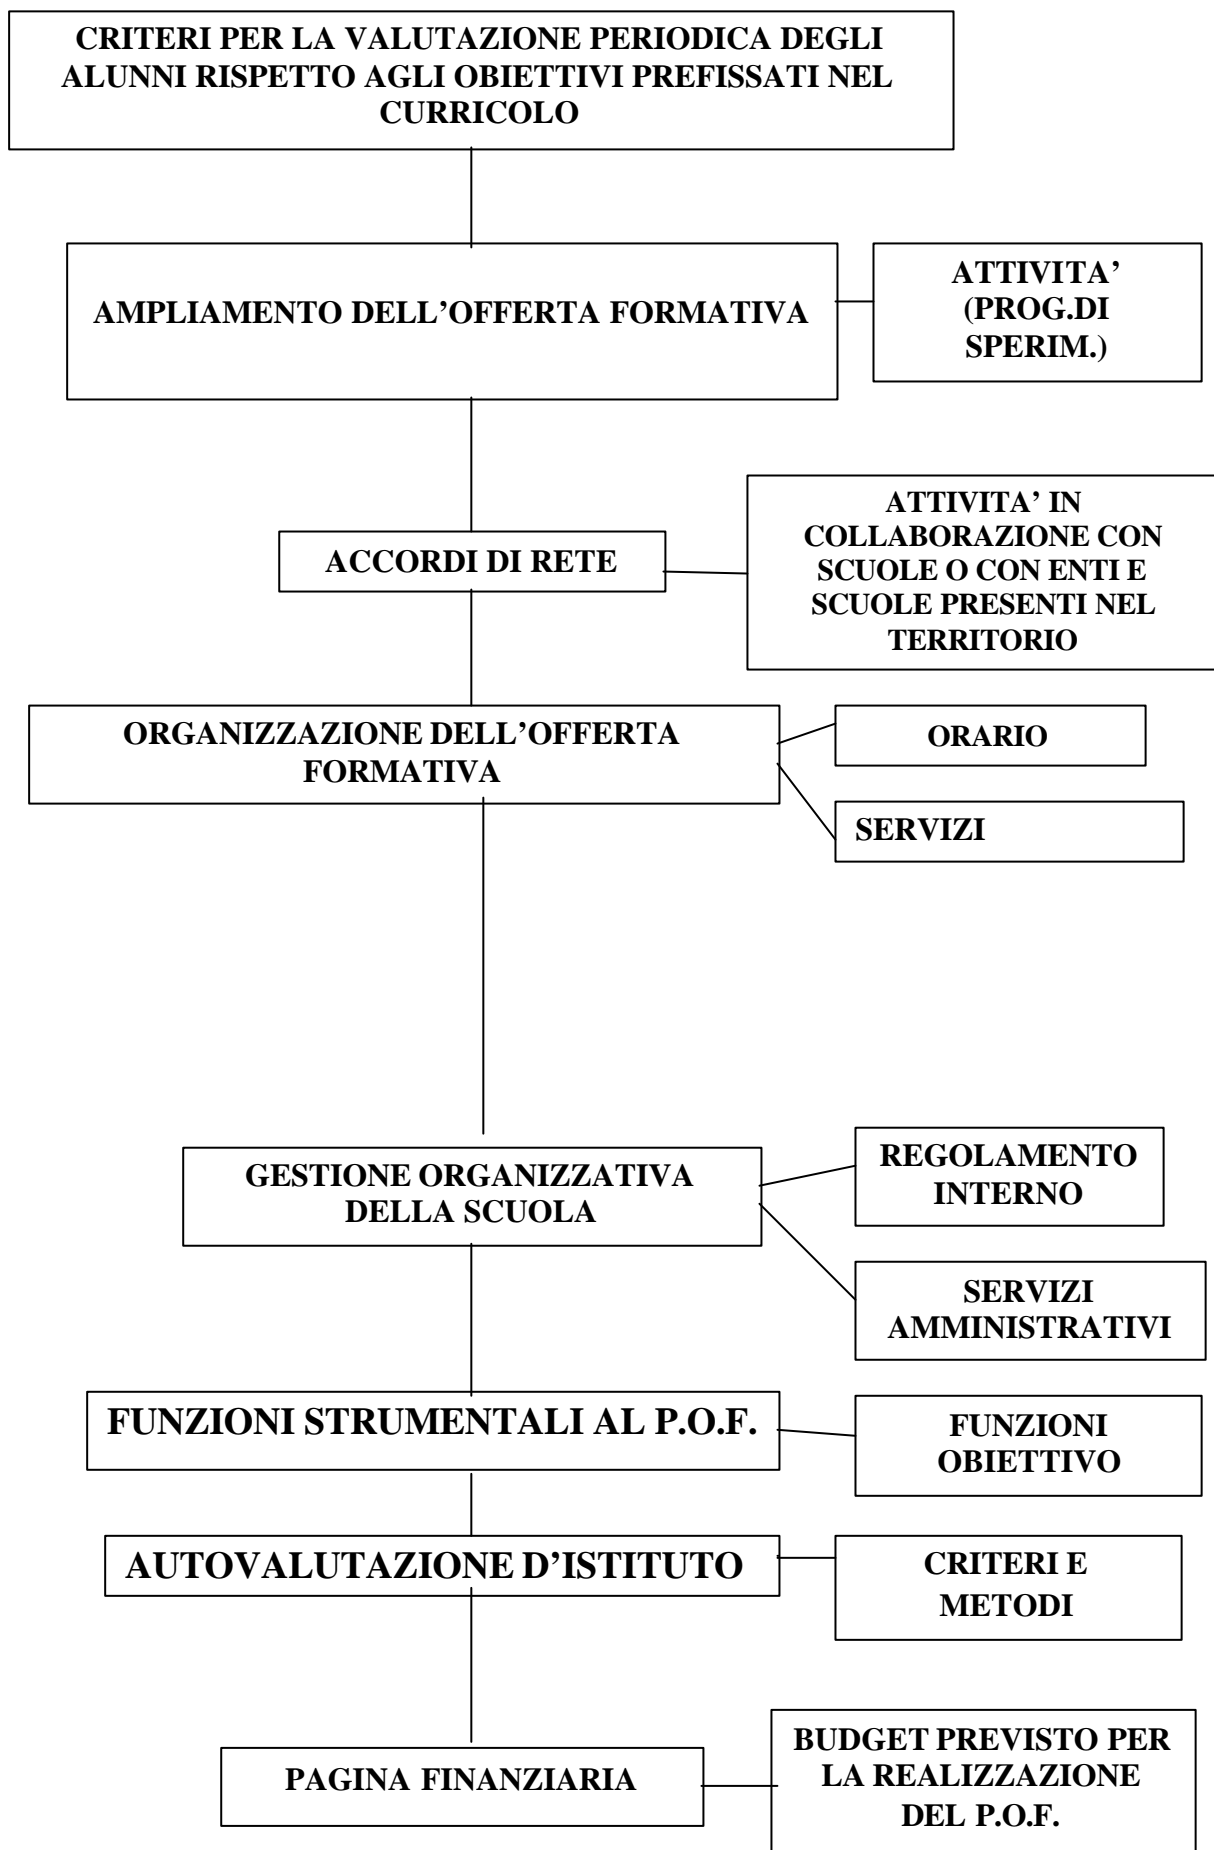 CRITERI PER LA VALUTAZIONE PERIODICA DEGLI
ALUNNI RISPETTO AGLI OBIETTIVI PREFISSATI NEL
CURRICOLO
AMPLIAMENTO DELL’OFFERTA FORMATIVA
ATTIVITA’
(PROG.DI
SPERIM.)
ACCORDI DI RETE
ATTIVITA’ IN
COLLABORAZIONE CON
SCUOLE O CON ENTI E
SCUOLE PRESENTI NEL
TERRITORIO
ORGANIZZAZIONE DELL’OFFERTA
FORMATIVA
ORARIO
SERVIZI
GESTIONE ORGANIZZATIVA
DELLA SCUOLA
REGOLAMENTO
INTERNO
SERVIZI
AMMINISTRATIVI
FUNZIONI STRUMENTALI AL P.O.F.
FUNZIONI
OBIETTIVO
AUTOVALUTAZIONE D’ISTITUTO
CRITERI E
METODI
PAGINA FINANZIARIA
BUDGET PREVISTO PER
LA REALIZZAZIONE
DEL P.O.F.